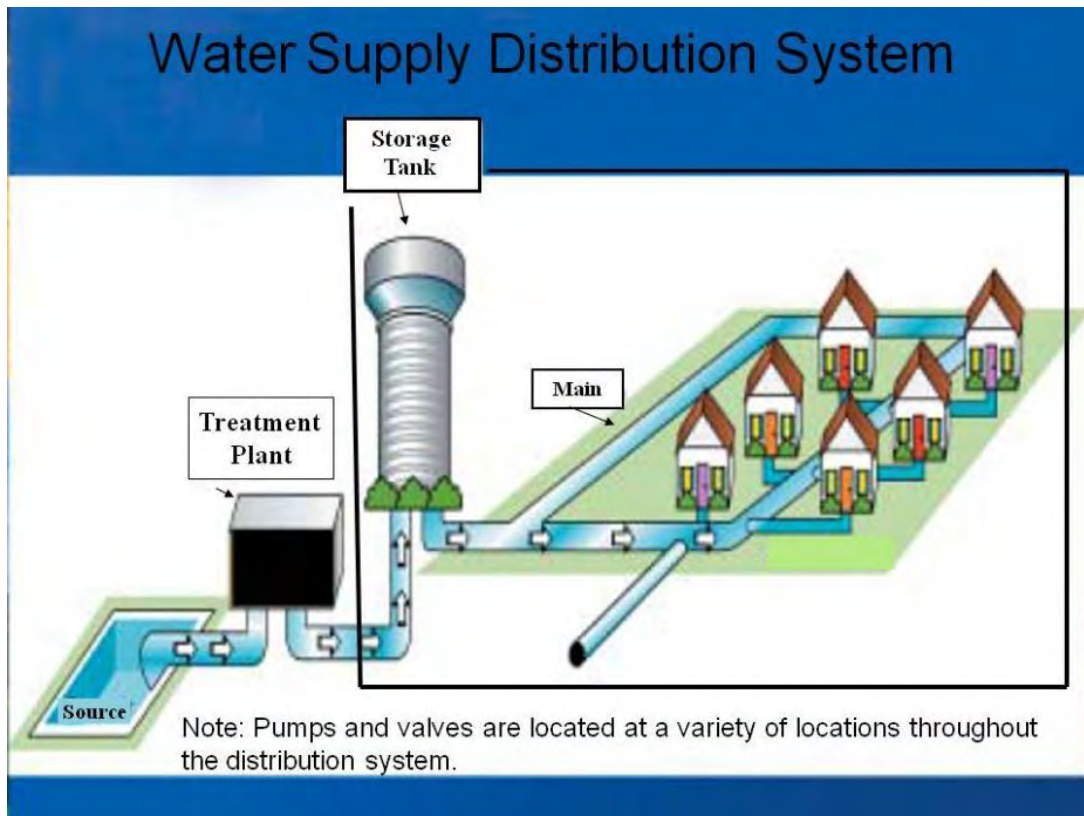 Water Supply Distribution System
Storage
Tank
Main
Treatment
Plant
Source
Note: Pumps and valves are located at a variety of locations throughout
the distribution system.